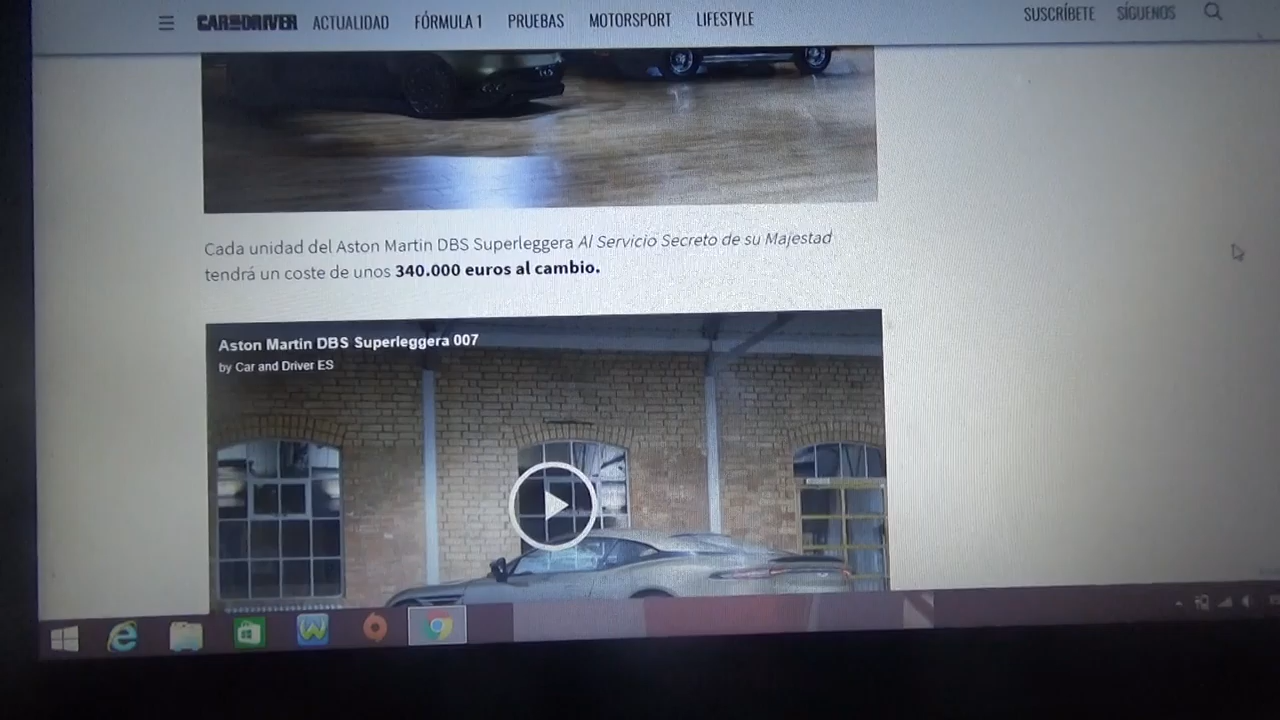 CAR AND DRIVER ACTUALIDAD FÓRMULA 1 PRUEBAS MOTORSPORT LIFESTYLE SUSCRÍBETE SÍGUENOS
Cada unidad del Aston Martin DBS Superleggera Al Servicio Secreto de su Majestad
tendrá un coste de unos 340.000 euros al cambio.
Aston Martin DBS Superleggera 007
by Car and Driver ES